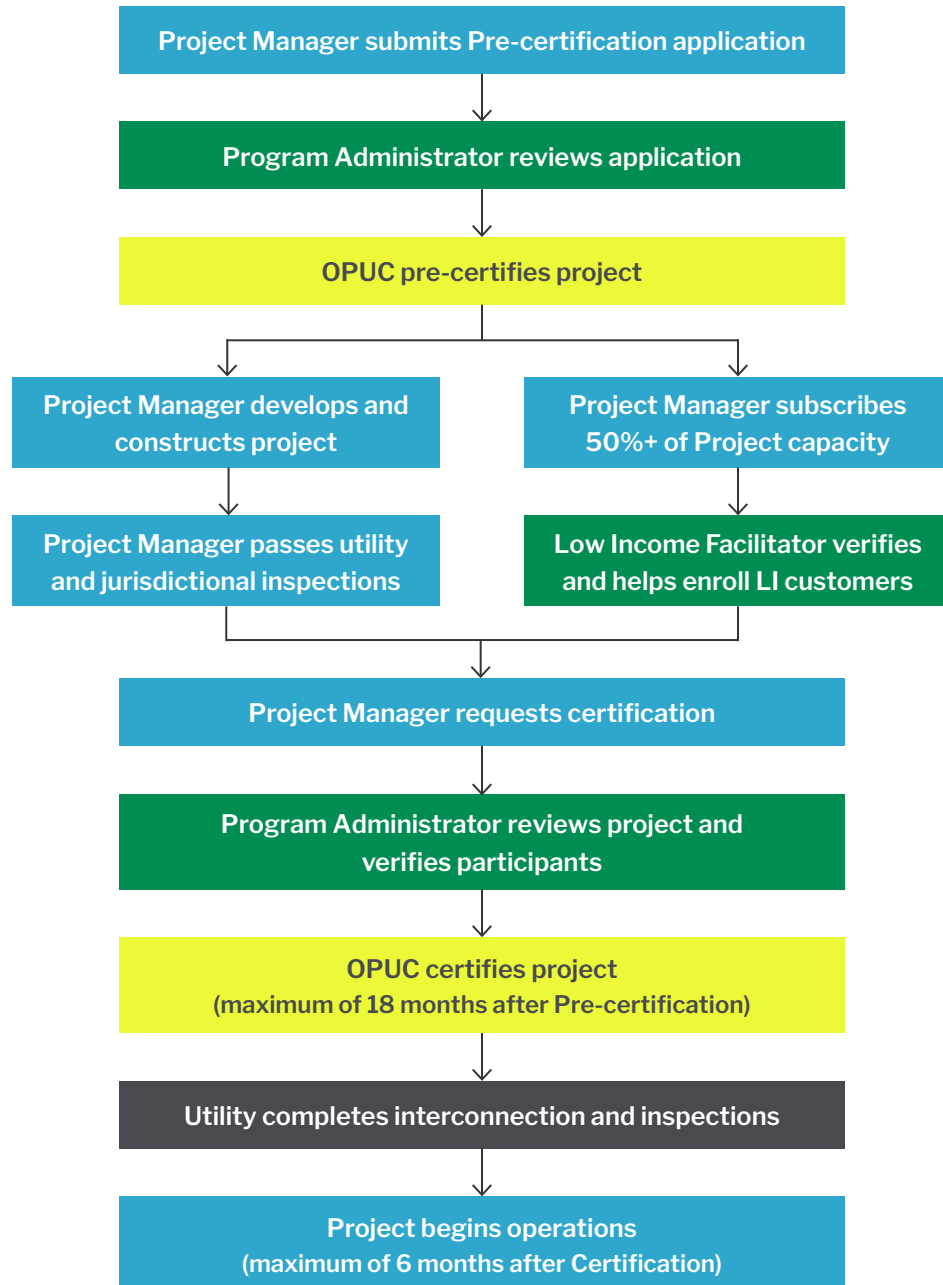 Project Manager submits Pre-certification application
Program Administrator reviews application
OPUC pre-certifies project
Project Manager develops and
constructs project
Project Manager subscribes
50%+ of Project capacity
Project Manager passes utility
and jurisdictional inspections
Low Income Facilitator verifies
and helps enroll LI customers
Project Manager requests certification
Program Administrator reviews project and
verifies participants
OPUC certifies project
(maximum of 18 months after Pre-certification)
Utility completes interconnection and inspections
Project begins operations
(maximum of 6 months after Certification)